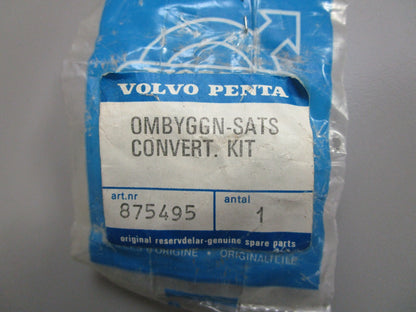 VOLVO PENTA
OMBYGGN-SATS
CONVERT. KIT
art.nr antal
875495 1
original reservdelar-genuine spare parts
D'ORIGINE • ORIGINALTEILE